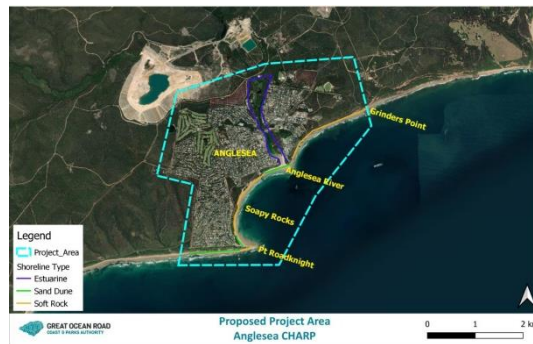 Grinders Point
ANGLESEA
Anglesea River
Soapy Rocks
Pt Roadknight
Legend
Project_Area
Shoreline Type
Estuarine
Sand Dune
Soft Rock
GREAT OCEAN ROAD
COAST & PARKS AUTHORITY
Proposed Project Area
Anglesea CHARP
0 1 2 km